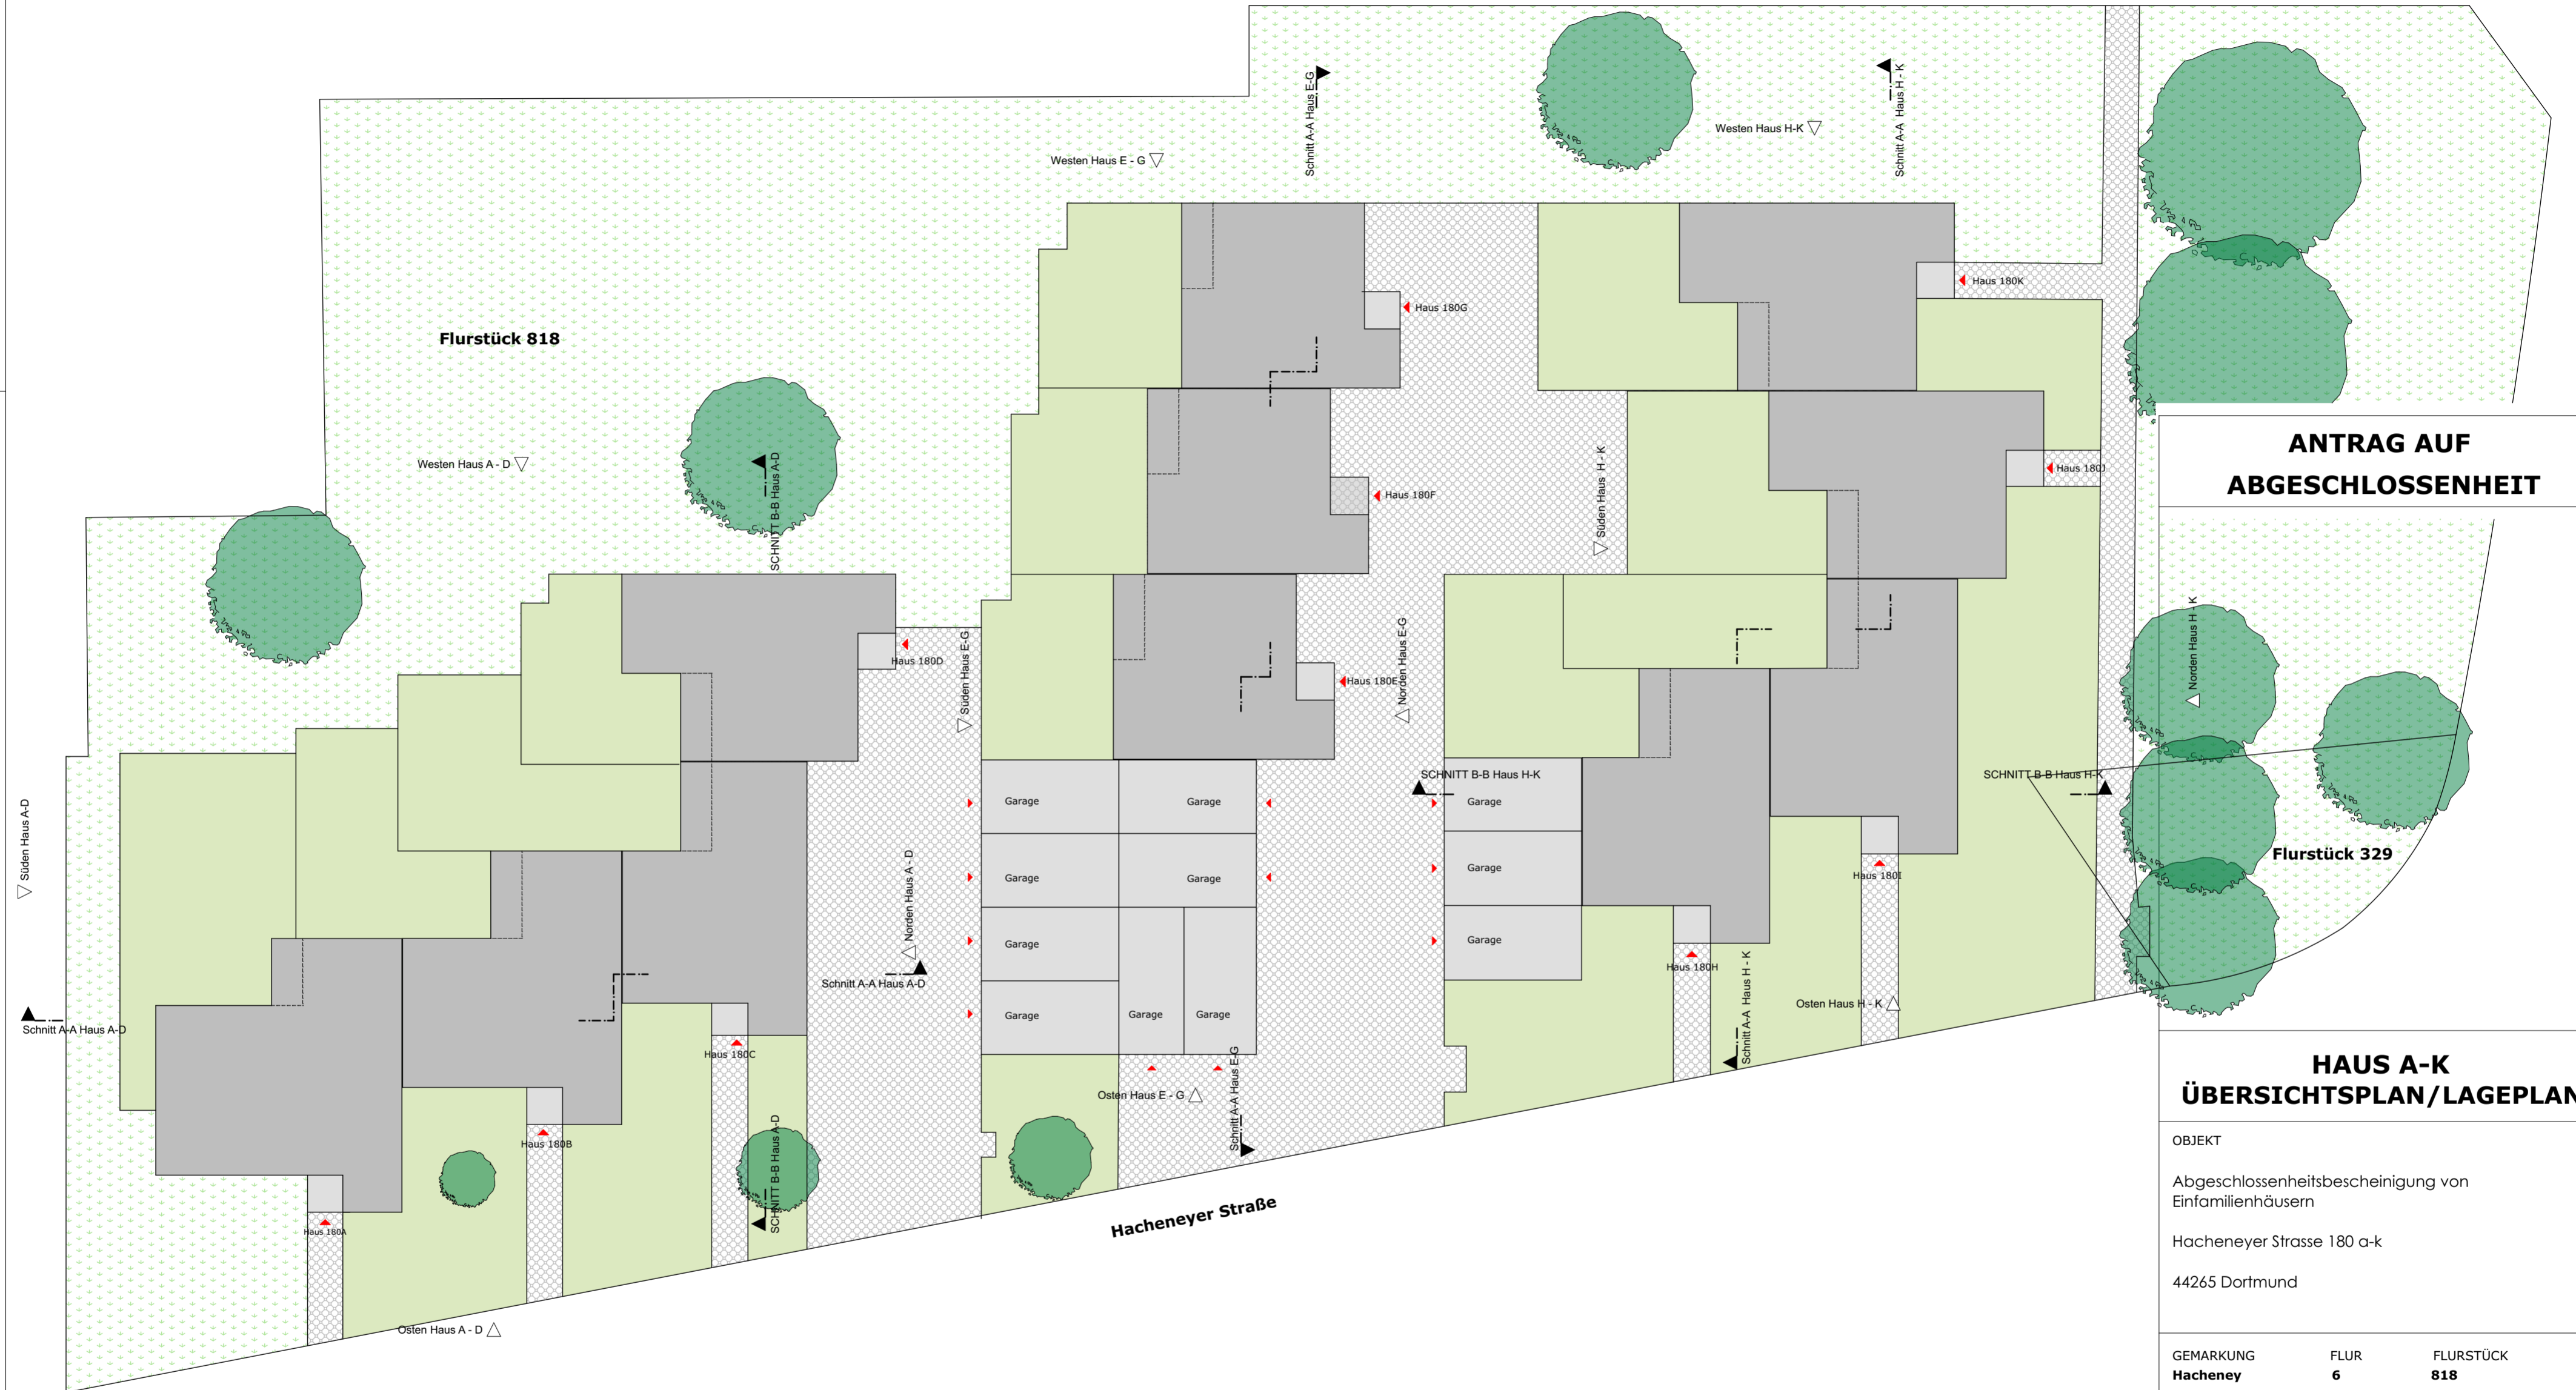 Schnitt A-A Haus E-G
Schnitt A-A Haus H - K
Westen Haus H-K
Westen Haus E - G
Haus 180K
Haus 180G
Flurstück 818
ANTRAG AUF
ABGESCHLOSSENHEIT
Westen Haus A - D
SCHNITT B-B Haus A-D
Süden Haus H - K
Haus 180J
Haus 180F
Norden Haus H - K
Haus 180D
Süden Haus E-G
Haus 180E
Norden Haus E-G
SCHNITT B-B Haus H-K
SCHNITT B-B Haus H-K
Süden Haus A-D
Garage
Garage
Garage
Flurstück 329
Garage
Garage
Garage
Haus 180I
Norden Haus A - D
Garage
Garage
Haus 180H
Schnitt A-A Haus A-D
Schnitt A-A Haus H - K
Osten Haus H - K
Garage
Garage
Garage
Schnitt A-A Haus A-D
Haus 180C
HAUS A-K
ÜBERSICHTSPLAN/LAGEPLAN
Osten Haus E - G
Schnitt A-A Haus E-G
Haus 180B
SCHNITT B-B Haus A-D
OBJEKT
Abgeschlossenheitsbescheinigung von
Einfamilienhäusern
Haus 180A
Hacheneyer Straße
Hacheneyer Strasse 180 a-k
44265 Dortmund
Osten Haus A - D
GEMARKUNG FLUR FLURSTÜCK
Hacheney 6 818